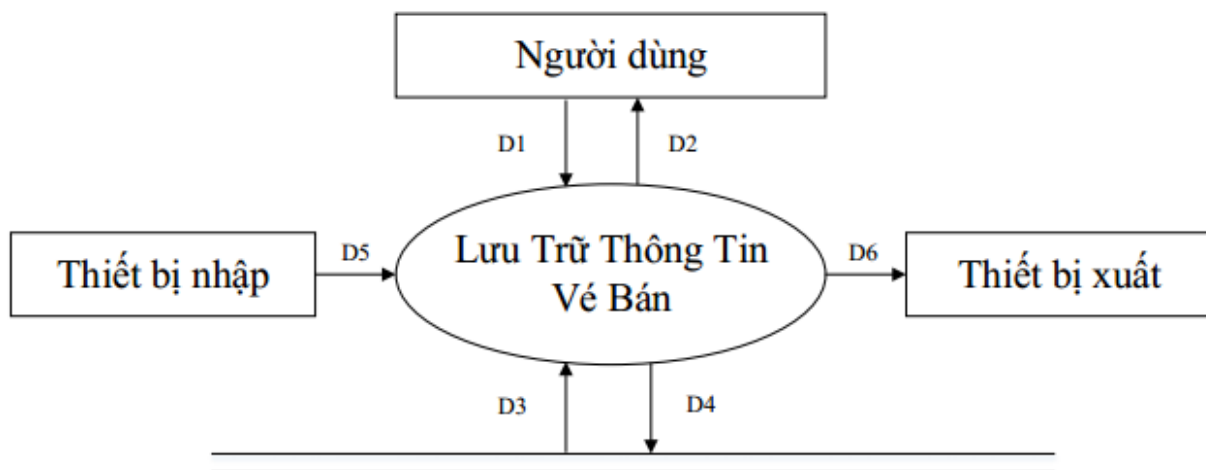 Người dùng
D1
D2
Lưu Trữ Thông Tin
Vé Bán
Thiết bị nhập
D5
D6
Thiết bị xuất
D3
D4